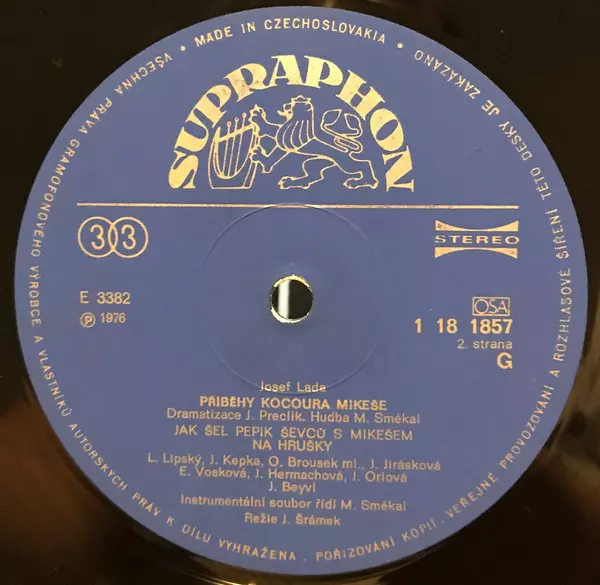 VŠECHNA PRÁVA GRAMOFONOVÉHO VÝROBCE A VLASTNÍKŮ AUTORSKÝCH PRÁV K DÍLU VYHRAŽENA. POŘIZOVÁNÍ KOPIÍ, VEŘEJNÉ PROVOZOVÁNÍ A ROZHLASOVÉ ŠÍŘENÍ TÉTO DESKY JE ZAKÁZÁNO
• MADE IN CZECHOSLOVAKIA •
SUPRAPHON
33
STEREO
E 3382
Ⓟ 1976
OSA
1 18 1857
2. strana
G
Josef Lada
PŘÍBĚHY KOCOURA MIKEŠE
Dramatizace J. Preclík. Hudba M. Smékal
JAK ŠEL PEPÍK ŠEVCŮ S MIKEŠEM
NA HRUŠKY
L. Lipský, J. Kepka, O. Brousek ml., J. Jirásková
E. Vosková, J. Hermachová, J. Orlová
J. Beyvl
Instrumentální soubor řídí M. Smékal
Režie J. Šrámek